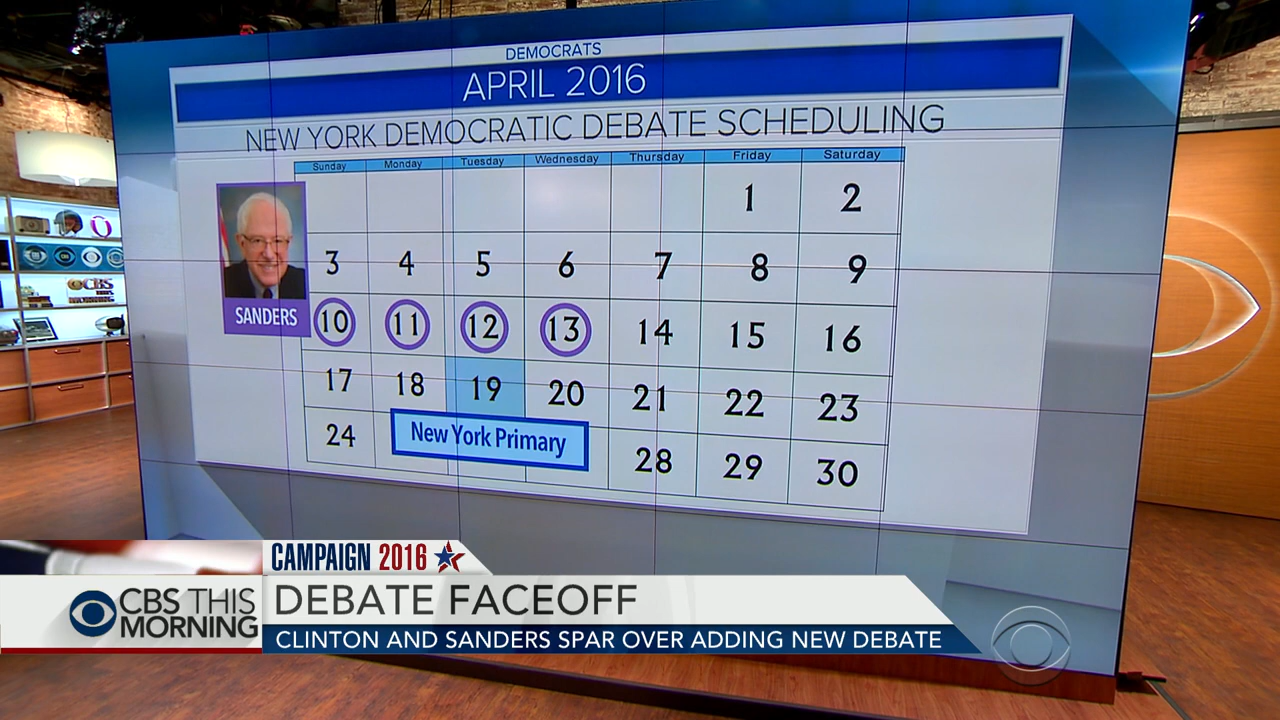 DEMOCRATS
APRIL 2016
NEW YORK DEMOCRATIC DEBATE SCHEDULING
Sunday Monday Tuesday Wednesday Thursday Friday Saturday
1 2
3 4 5 6 7 8 9
SANDERS
10 11 12 13 14 15 16
17 18 19 20 21 22 23
New York Primary
24 28 29 30
CBS
MORNING
CAMPAIGN 2016
CBS THIS
MORNING
DEBATE FACEOFF
CLINTON AND SANDERS SPAR OVER ADDING NEW DEBATE